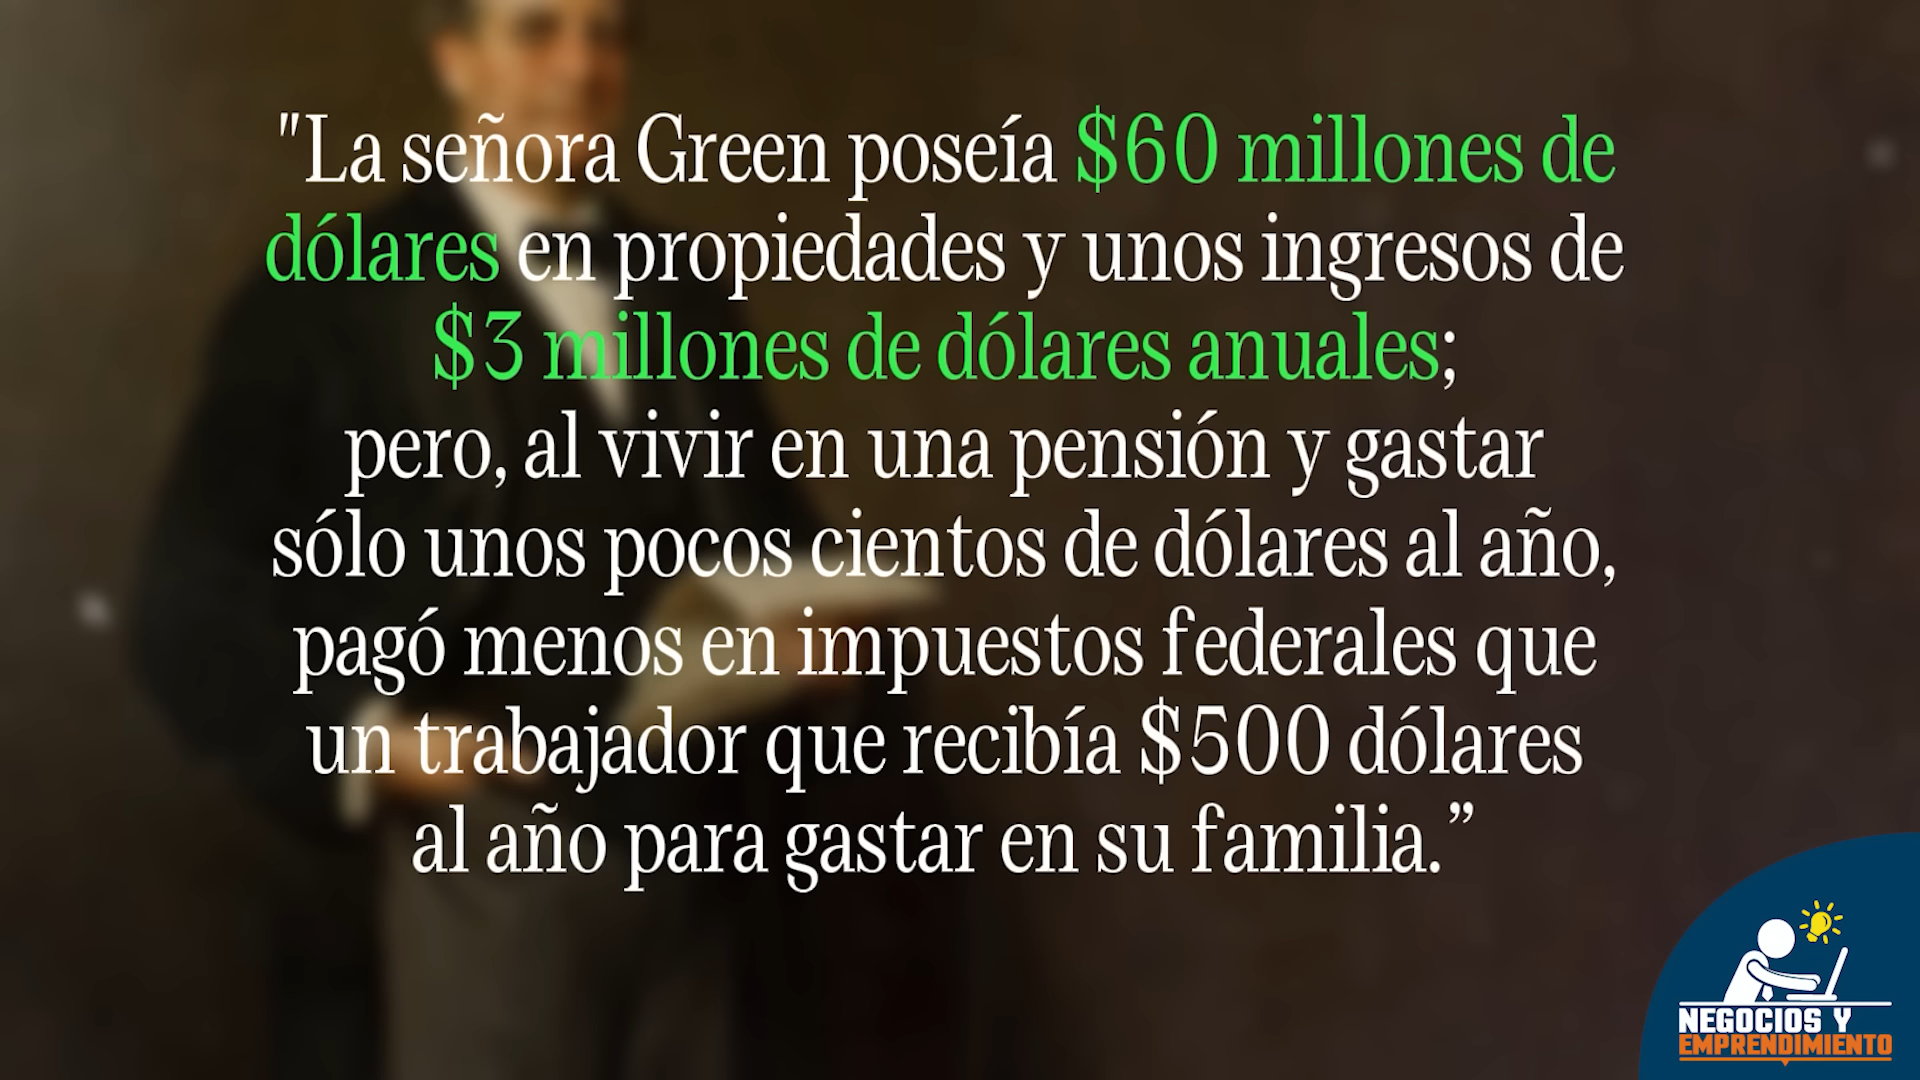 "La señora Green poseía $60 millones de
dólares en propiedades y unos ingresos de
$3 millones de dólares anuales;
pero, al vivir en una pensión y gastar
sólo unos pocos cientos de dólares al año,
pagó menos en impuestos federales que
un trabajador que recibía $500 dólares
al año para gastar en su familia.”
NEGOCIOS Y
EMPRENDIMIENTO